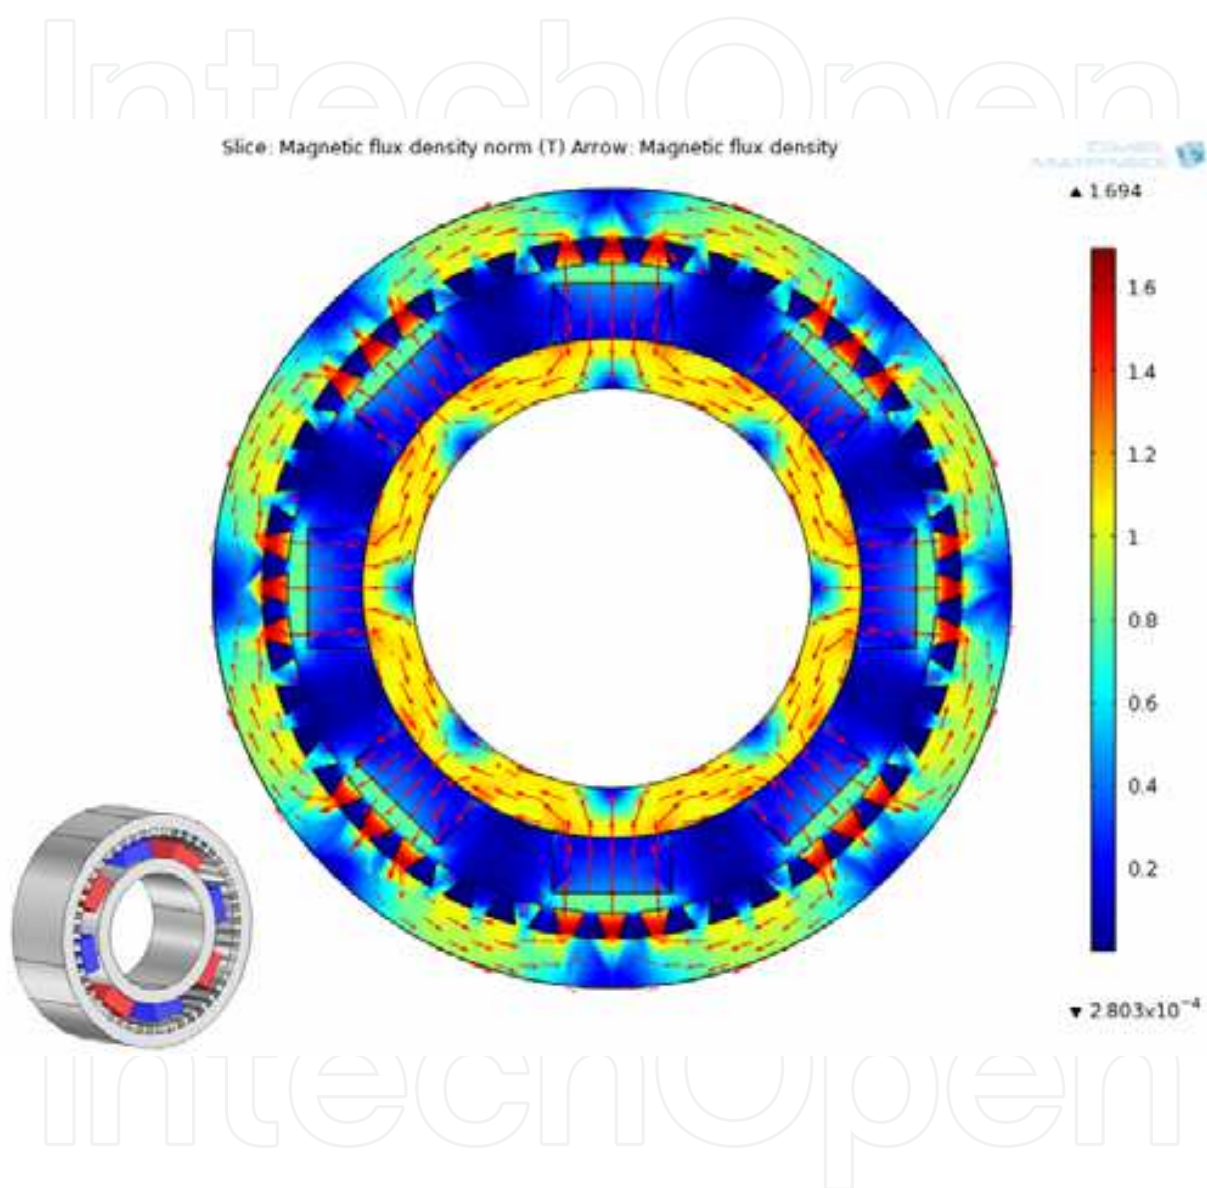 IntechOpen
Slice: Magnetic flux density norm (T) Arrow: Magnetic flux density
▲ 1.694
1.6
1.4
1.2
1
0.8
0.6
0.4
0.2
▼ 2.803x10⁻⁴
IntechOpen